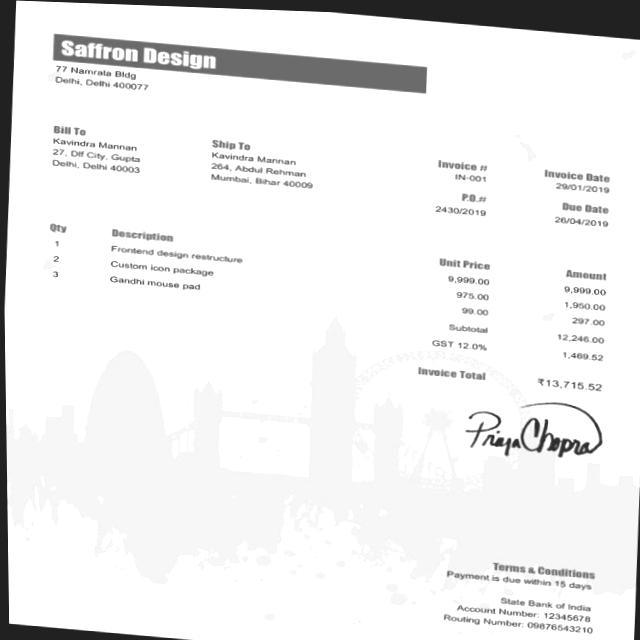 Saffron Design
77 Namrata Bldg
Delhi, Delhi 400077
Bill To
Kavindra Mannan
27, Dlf City, Gupta
Delhi, Delhi 40003
Ship To
Kavindra Mannan
264, Abdul Rehman
Mumbai, Bihar 40009
Invoice #
IN-001
P.O.#
2430/2019
Invoice Date
29/01/2019
Due Date
26/04/2019
Qty Description Unit Price Amount
1 Frontend design restructure 9,999.00 9,999.00
2 Custom icon package 975.00 1,950.00
3 Gandhi mouse pad 99.00 297.00
Subtotal 12,246.00
GST 12.0% 1,469.52
Invoice Total ₹13,715.52
Priya Chopra
Terms & Conditions
Payment is due within 15 days
State Bank of India
Account Number: 12345678
Routing Number: 09876543210